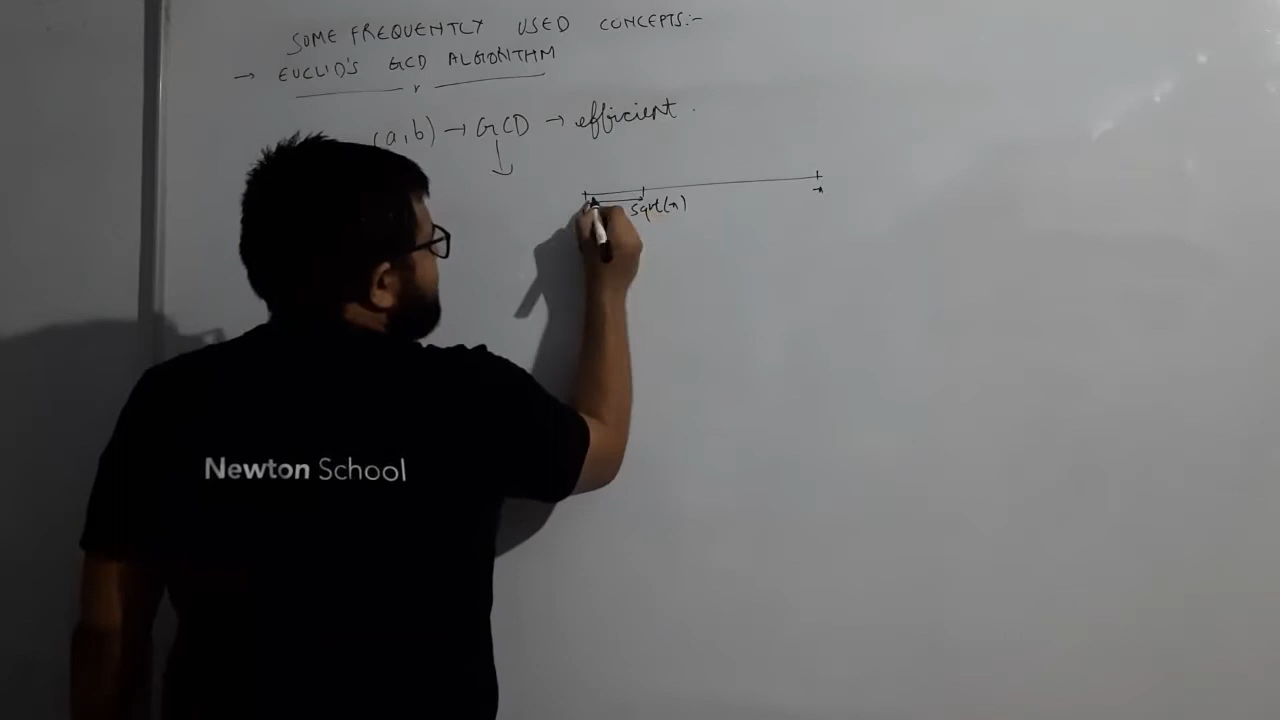 SOME FREQUENTLY USED CONCEPTS:-
→ EUCLID'S GCD ALGORITHM
(a,b) → GCD → efficient.
sqrt(n)
n
Newton School